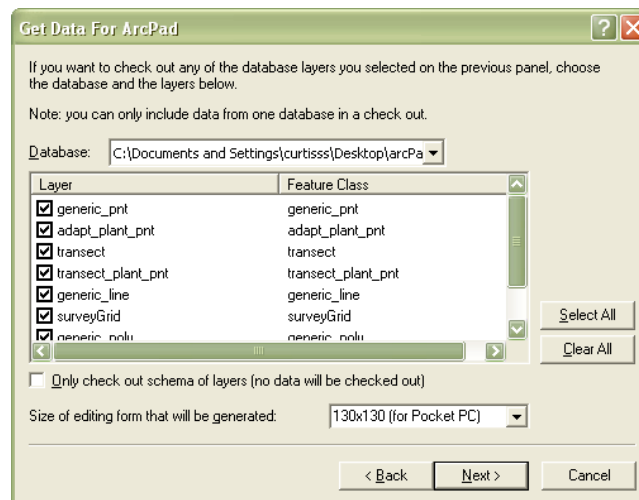 Get Data For ArcPad
If you want to check out any of the database layers you selected on the previous panel, choose
the database and the layers below.
Note: you can only include data from one database in a check out.
Database: C:\Documents and Settings\curtisss\Desktop\arcPa
Layer Feature Class
generic_pnt generic_pnt
adapt_plant_pnt adapt_plant_pnt
transect transect
transect_plant_pnt transect_plant_pnt
generic_line generic_line
surveyGrid surveyGrid
generic_poly generic_poly
Select All
Clear All
Only check out schema of layers (no data will be checked out)
Size of editing form that will be generated: 130x130 (for Pocket PC)
< Back Next > Cancel